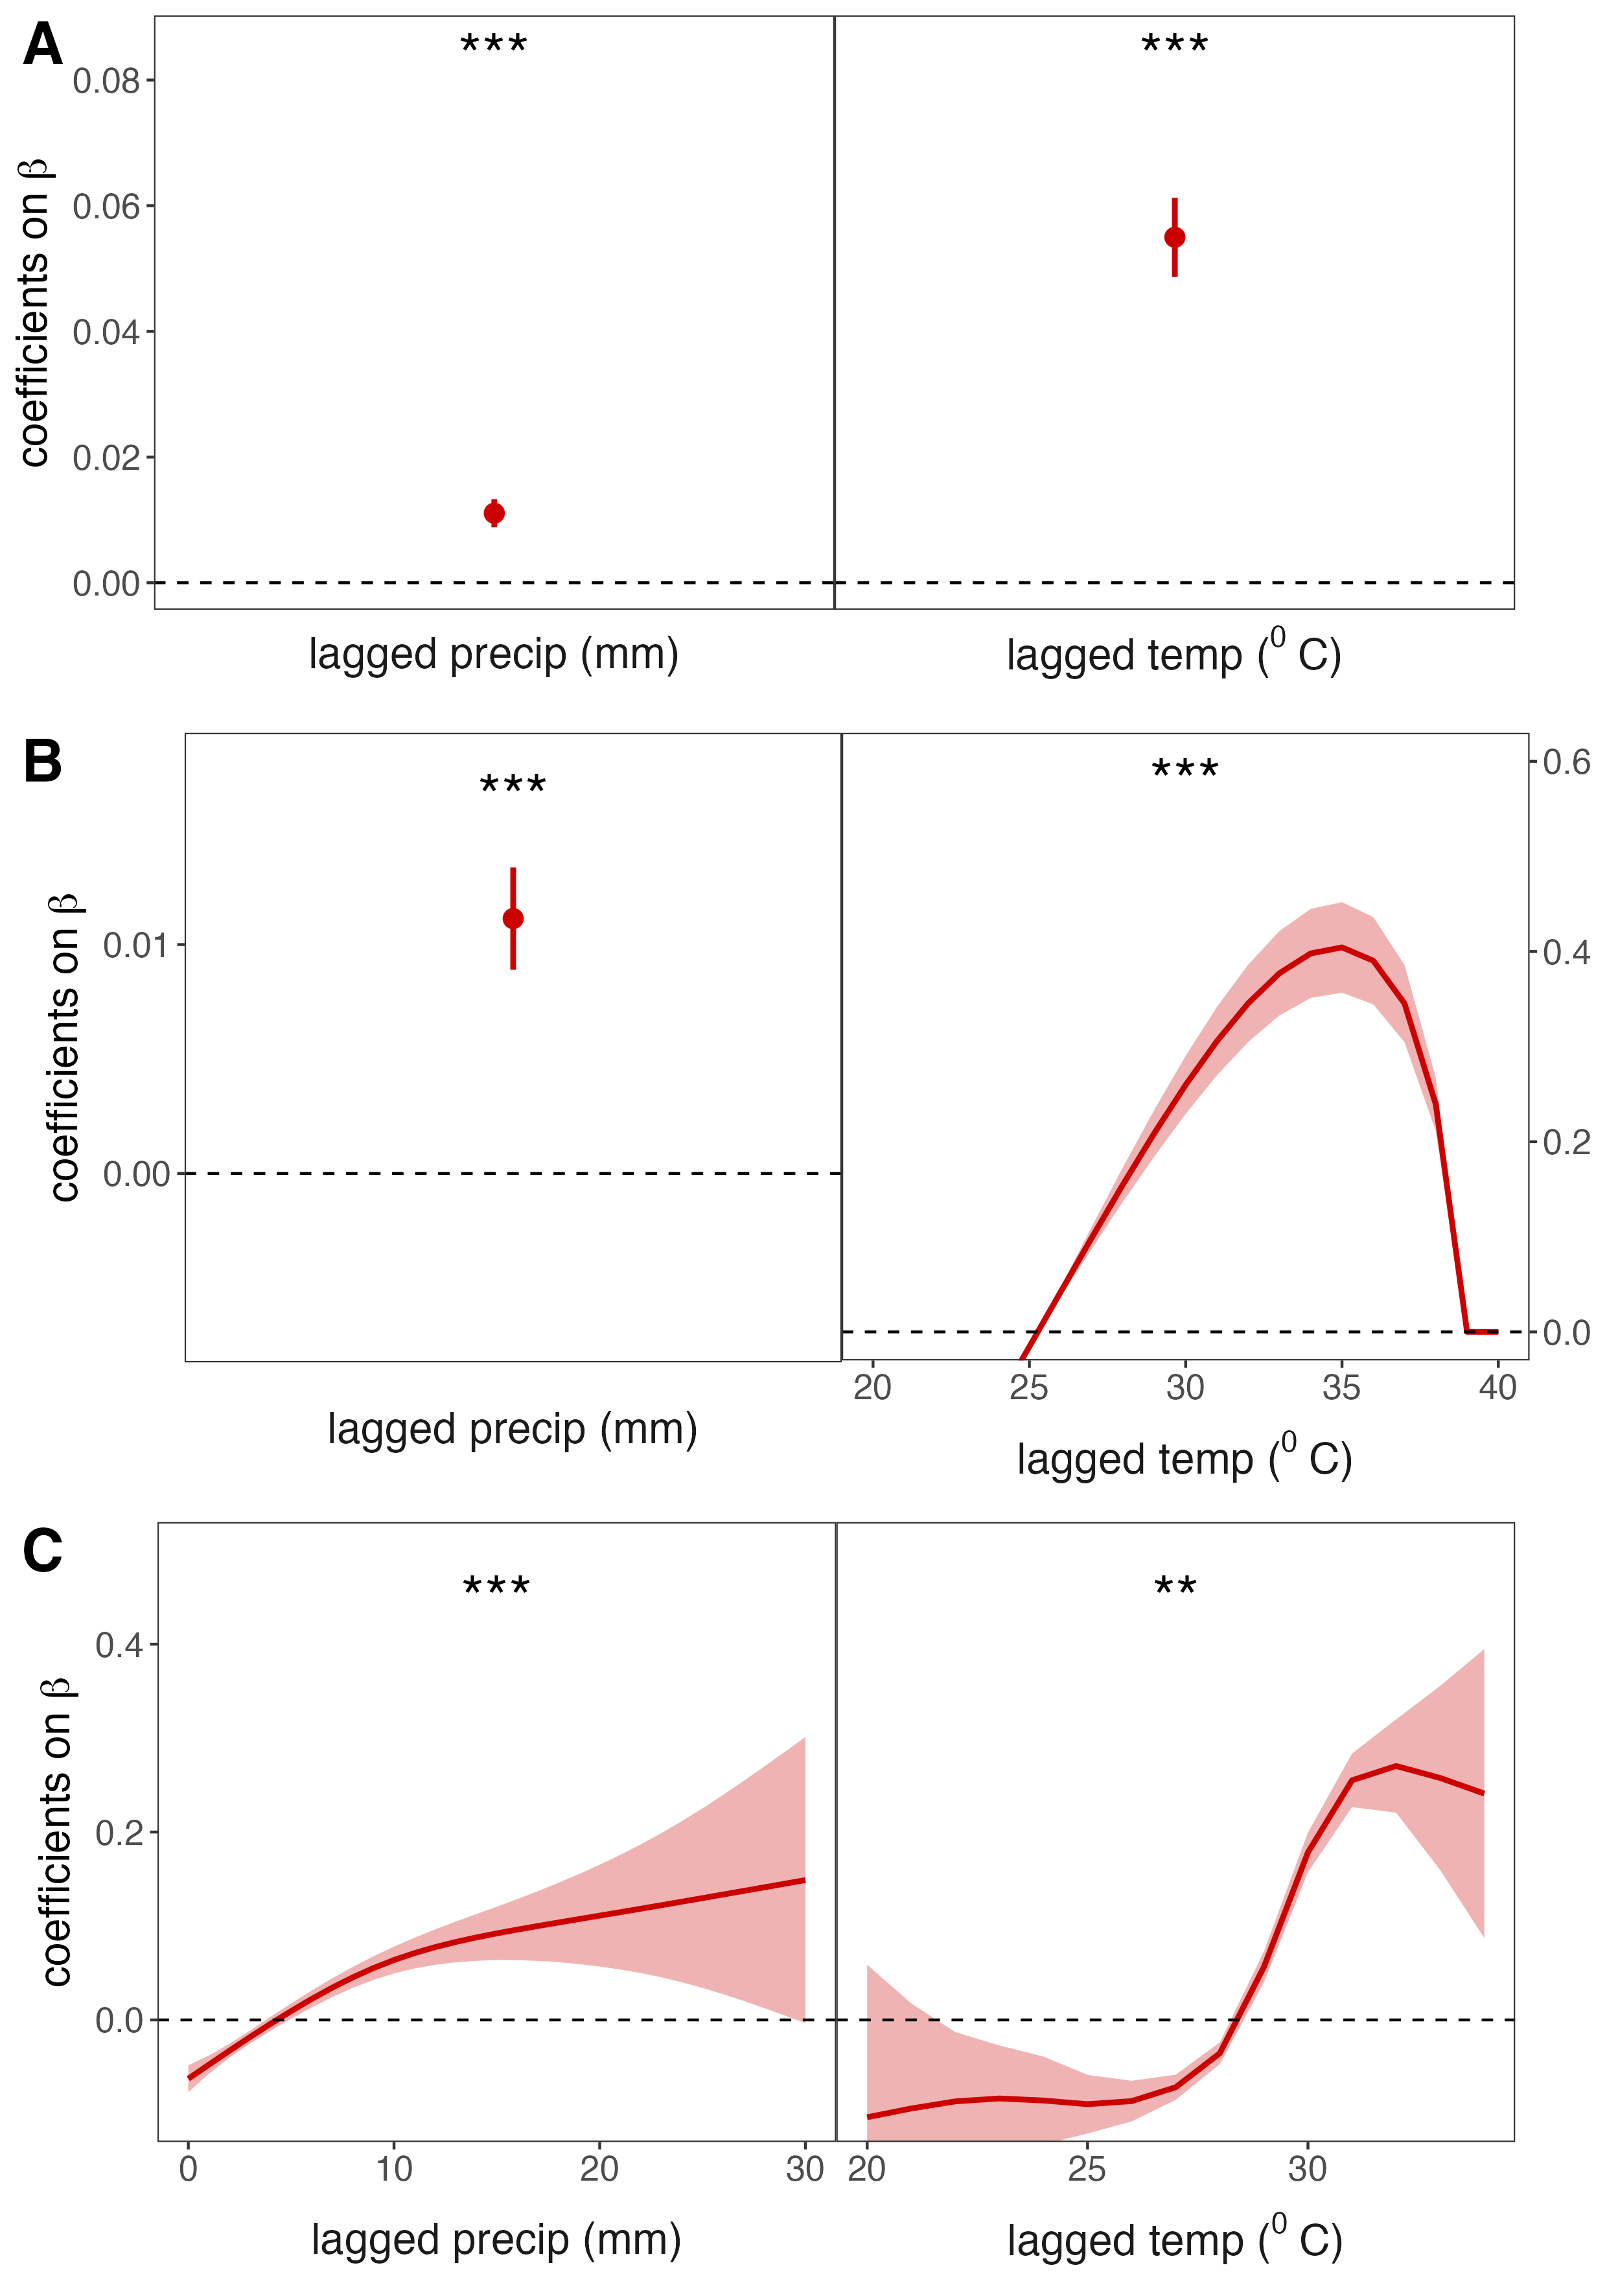 A
*** ***
0.08
0.06
0.04
0.02
0.00
coefficients on β
lagged precip (mm) lagged temp (⁰ C)
B
*** ***
0.01
0.00
coefficients on β
0.6
0.4
0.2
0.0
20 25 30 35 40
lagged precip (mm) lagged temp (⁰ C)
C
*** **
0.4
0.2
0.0
coefficients on β
0 10 20 30 20 25 30
lagged precip (mm) lagged temp (⁰ C)